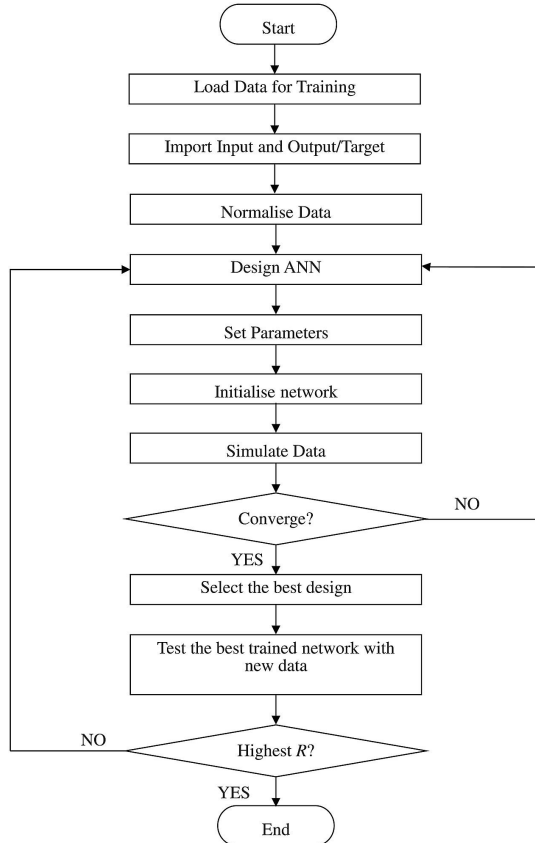 Start
Load Data for Training
Import Input and Output/Target
Normalise Data
Design ANN
Set Parameters
Initialise network
Simulate Data
Converge?
NO
YES
Select the best design
Test the best trained network with
new data
NO
Highest R?
YES
End